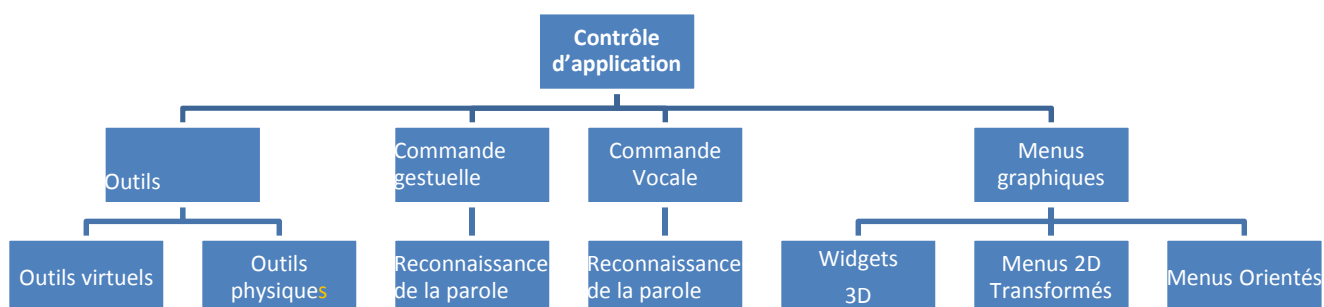 Contrôle
d'application
Outils
Commande
gestuelle
Commande
Vocale
Menus
graphiques
Outils virtuels
Outils
physiques
Reconnaissance
de la parole
Reconnaissance
de la parole
Widgets
3D
Menus 2D
Transformés
Menus Orientés